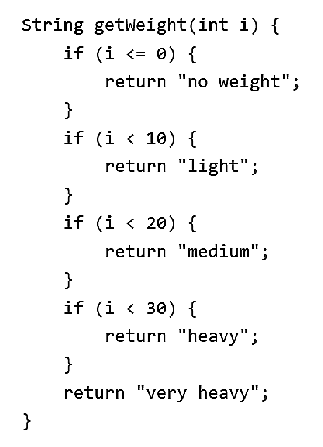 String getWeight(int i) {
    if (i <= 0) {
        return "no weight";
    }
    if (i < 10) {
        return "light";
    }
    if (i < 20) {
        return "medium";
    }
    if (i < 30) {
        return "heavy";
    }
    return "very heavy";
}